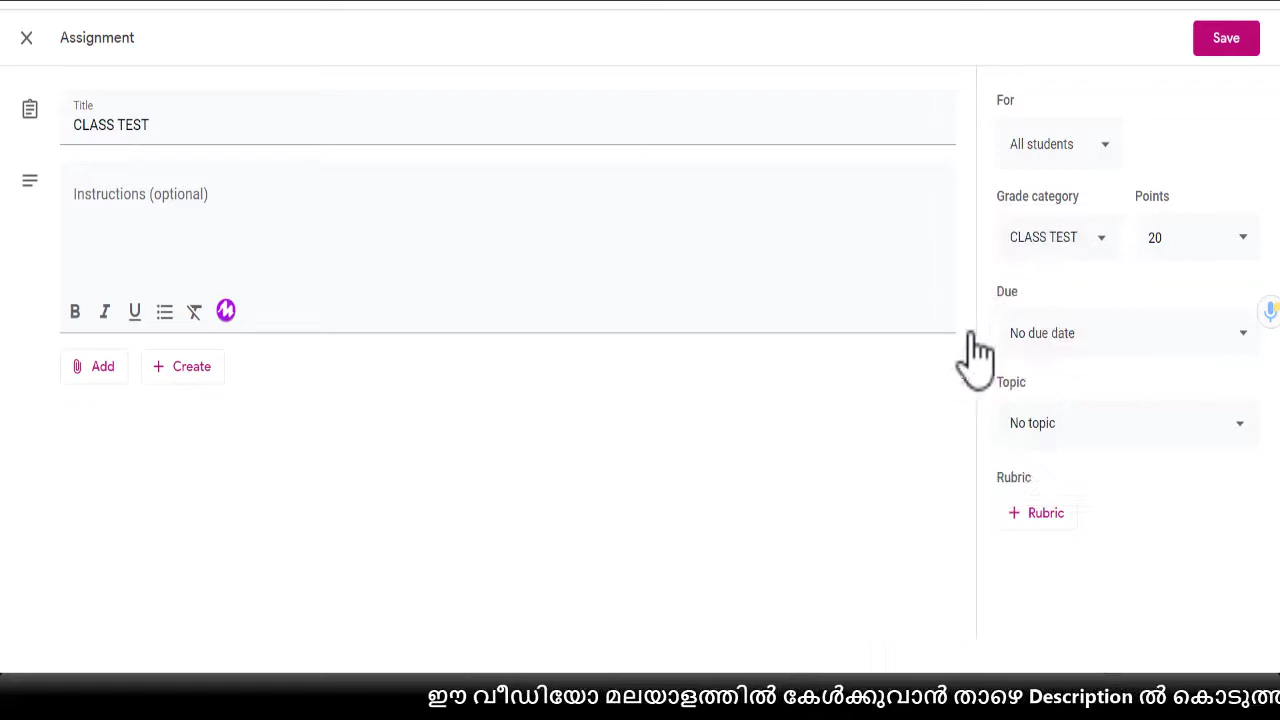 Assignment
Save
Title
CLASS TEST
Instructions (optional)
B I U
Add
Create
For
All students
Grade category
Points
CLASS TEST
20
Due
No due date
Topic
No topic
Rubric
Rubric
ഈ വീഡിയോ മലയാളത്തിൽ കേൾക്കുവാൻ താഴെ Description ൽ